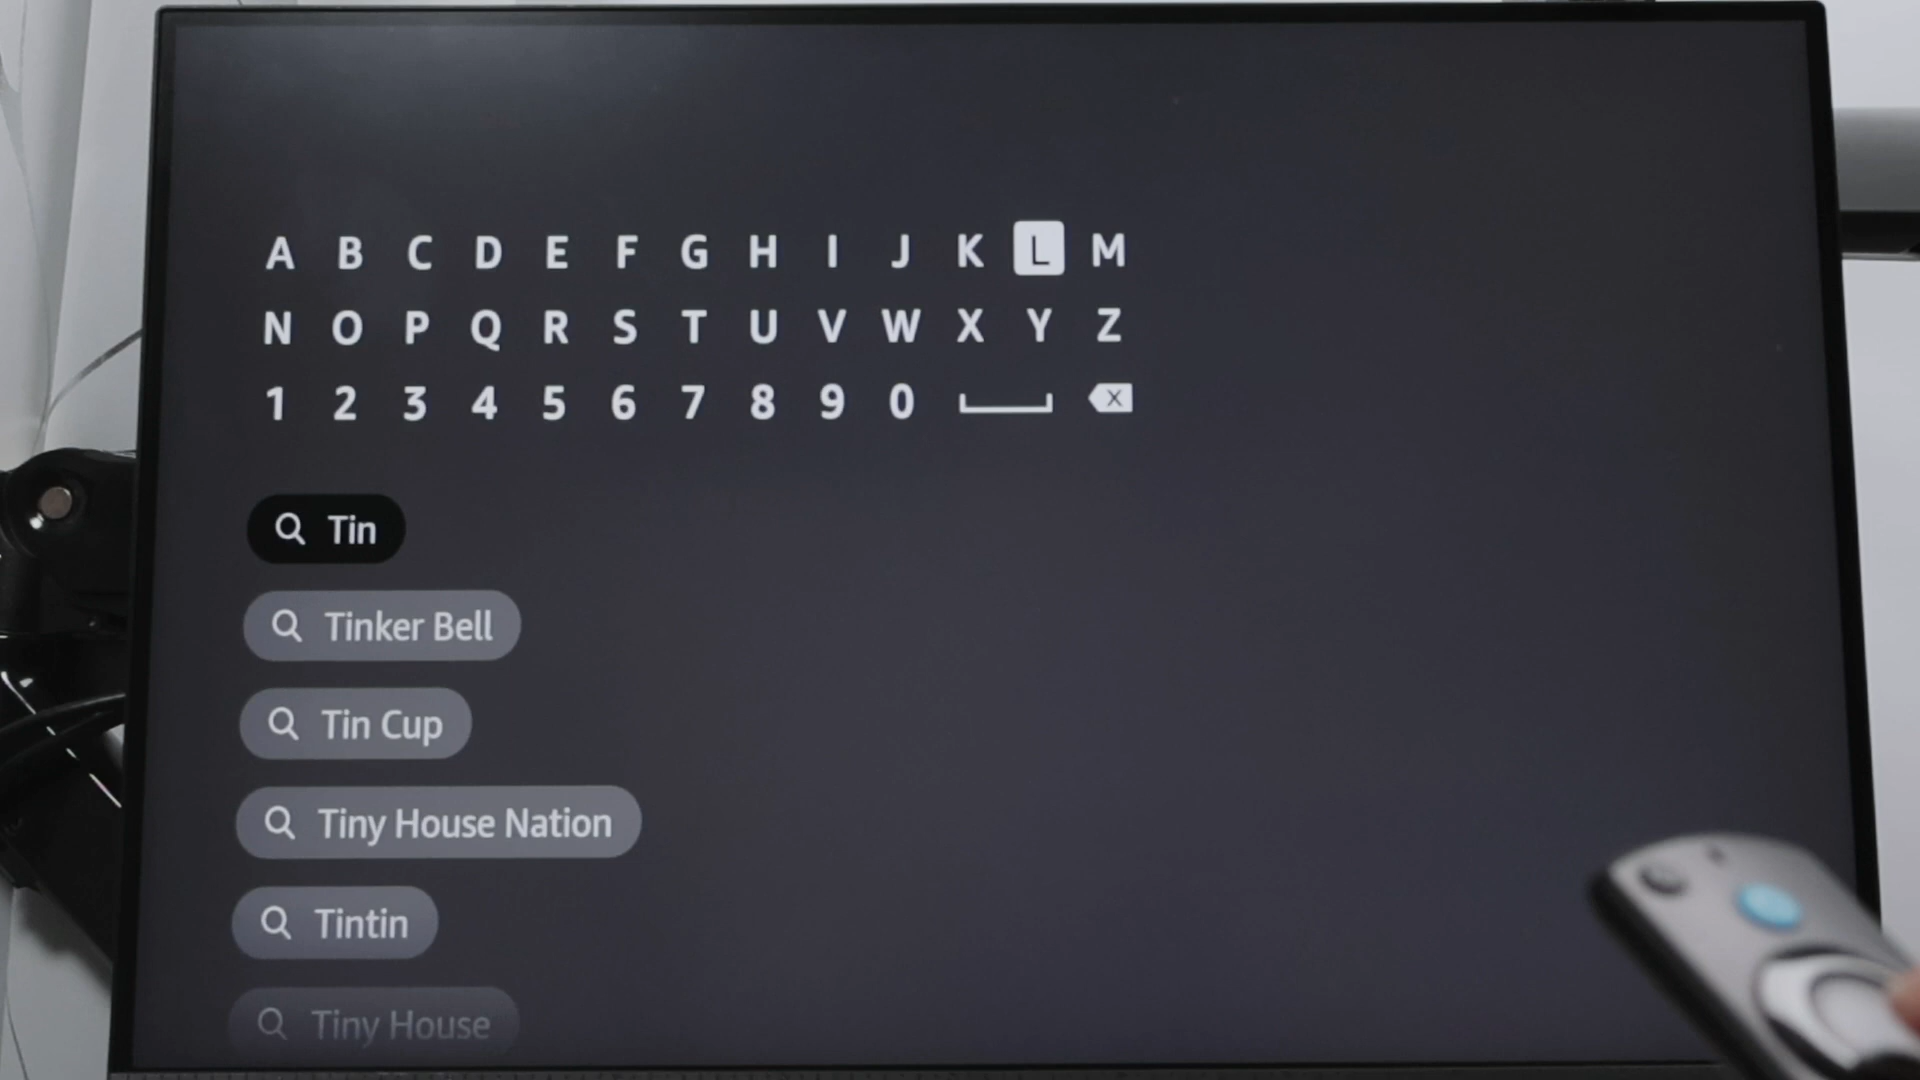 A B C D E F G H I J K L M
N O P Q R S T U V W X Y Z
1 2 3 4 5 6 7 8 9 0
Tin
Tinker Bell
Tin Cup
Tiny House Nation
Tintin
Tiny House